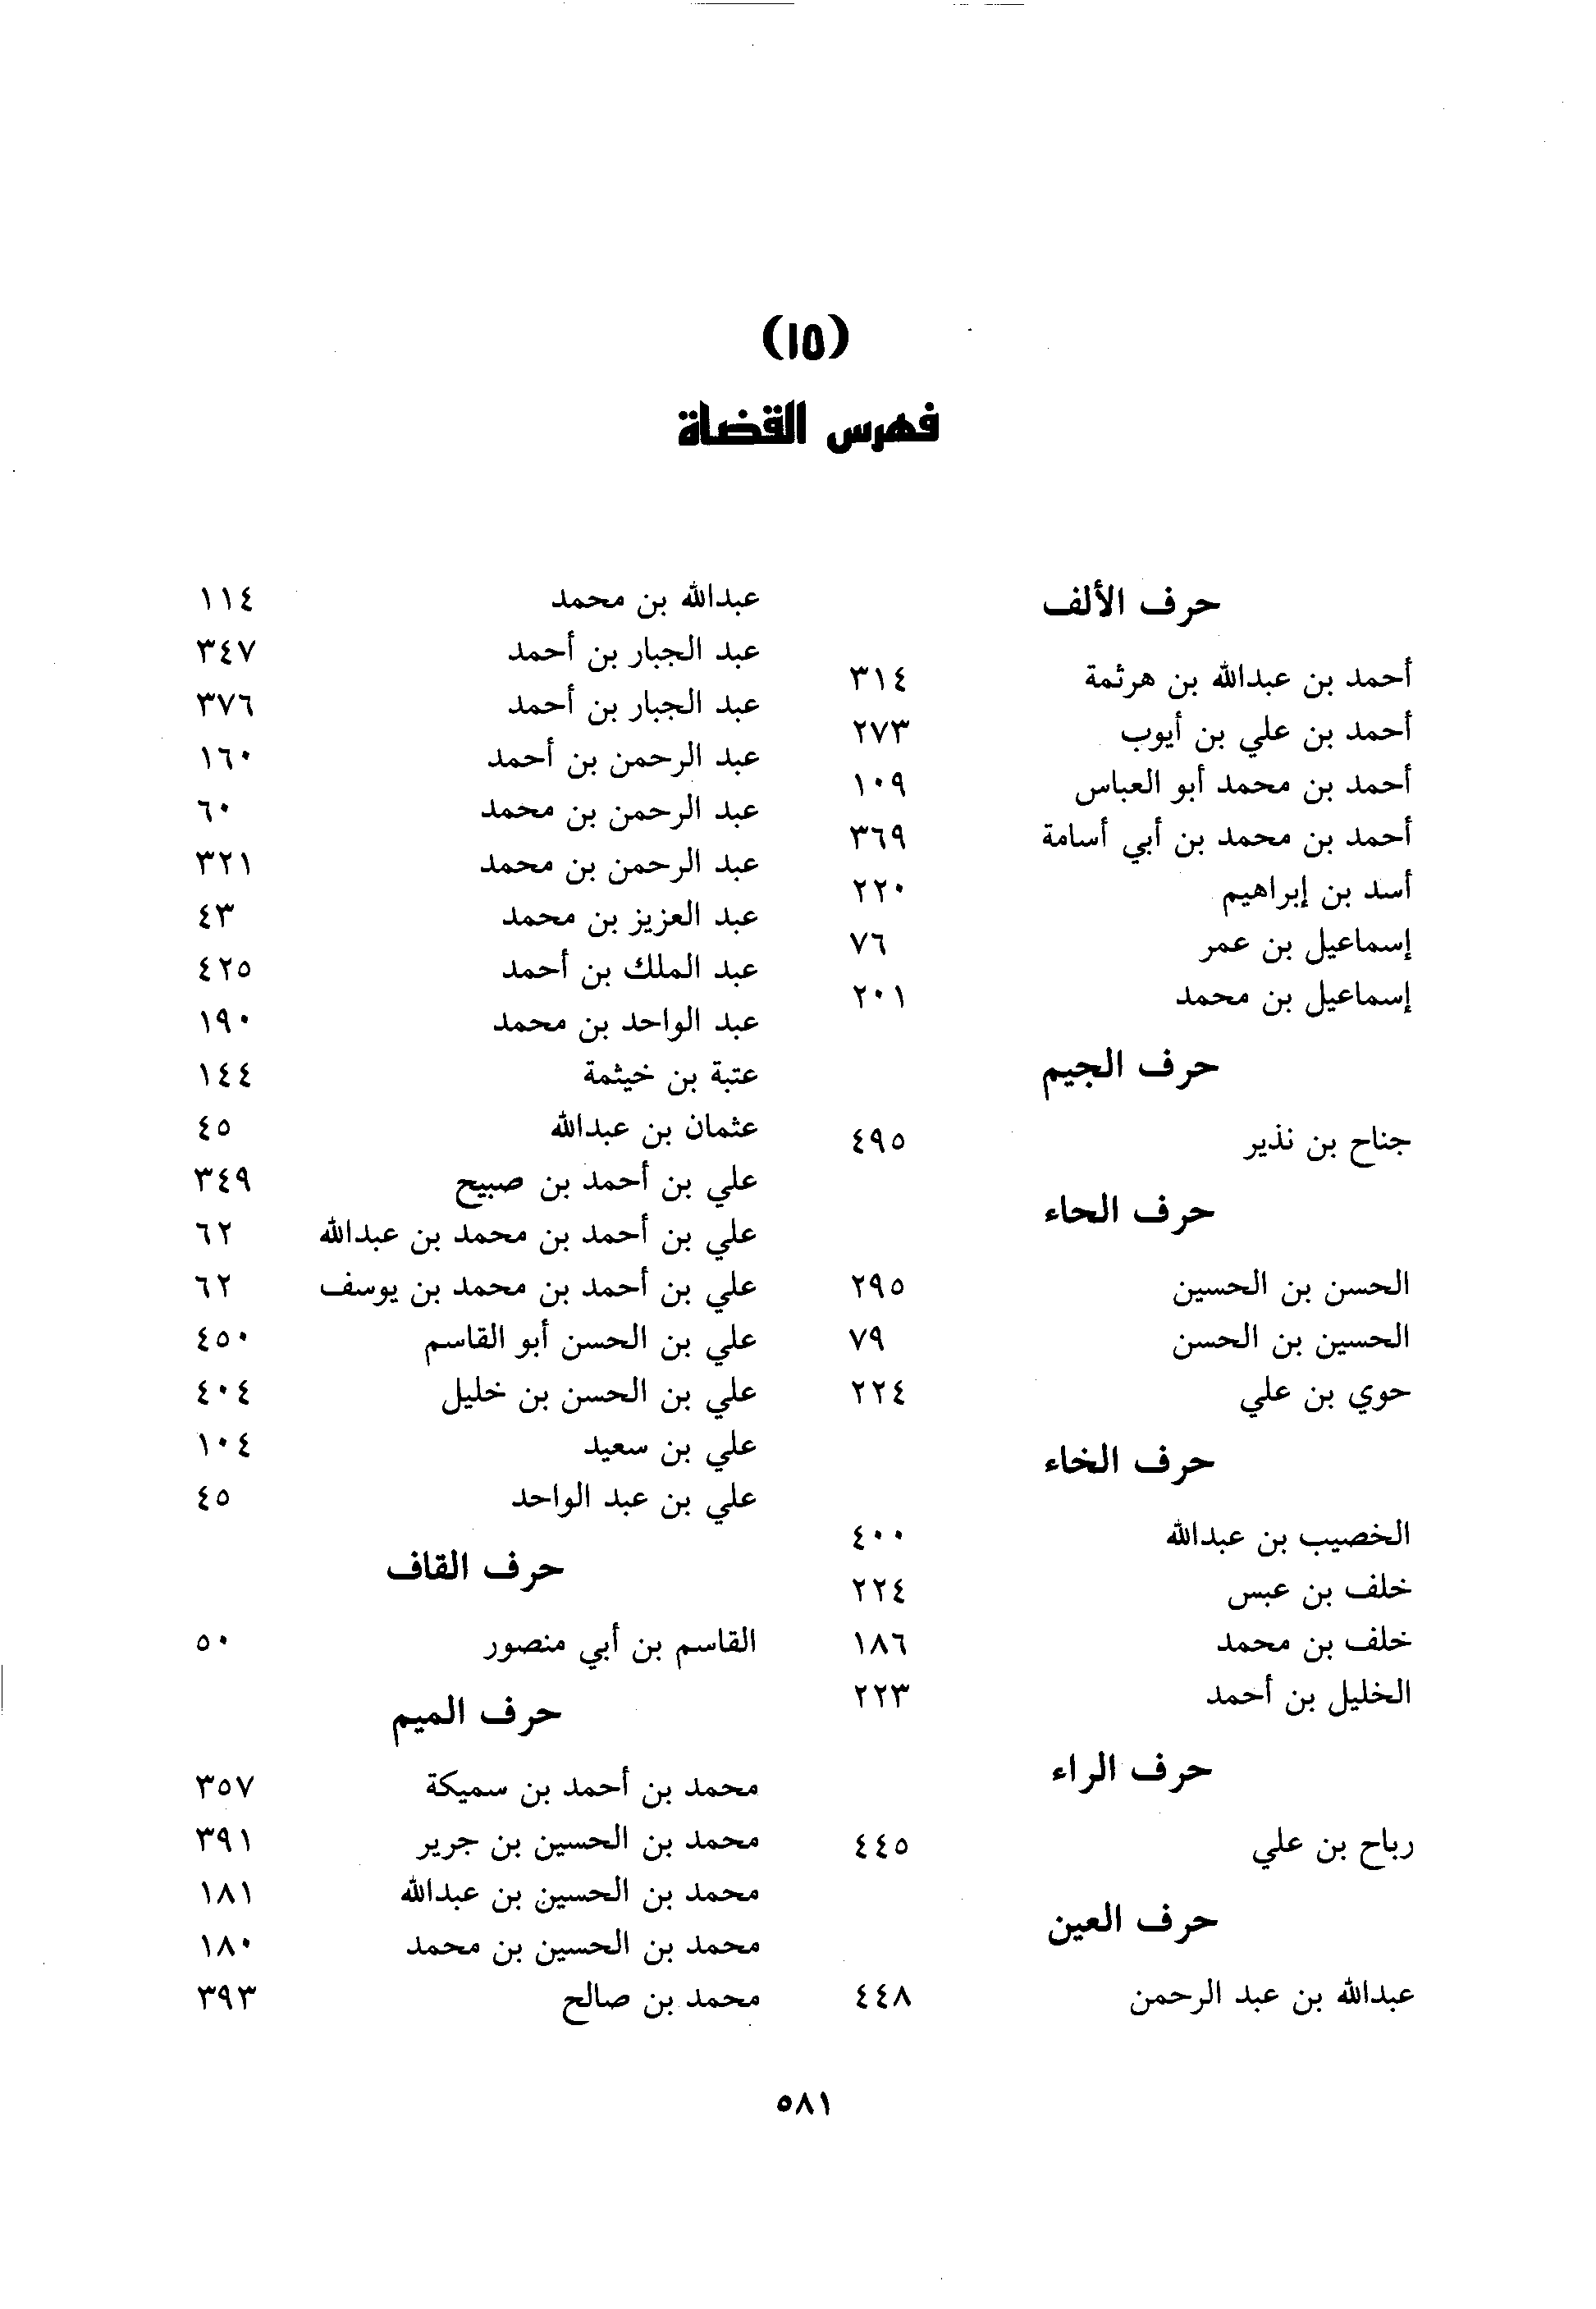 (١٥)
فهرس القضاة
حرف الألف
أحمد بن عبدالله بن هرثمة ٣١٤
أحمد بن علي بن أيوب ٢٧٣
أحمد بن محمد أبو العباس ١٠٩
أحمد بن محمد بن أبي أسامة ٣٦٩
أسد بن إبراهيم ٢٢٠
إسماعيل بن عمر ٧٦
إسماعيل بن محمد ٢٠١
حرف الجيم
جناح بن نذير ٤٩٥
حرف الحاء
الحسن بن الحسين ٢٩٥
الحسين بن الحسن ٧٩
حوي بن علي ٢٢٤
حرف الخاء
الخصيب بن عبدالله ٤٠٠
خلف بن عبس ٢٢٤
خلف بن محمد ١٨٦
الخليل بن أحمد ٢٢٣
حرف الراء
رباح بن علي ٤٤٥
حرف العين
عبدالله بن عبد الرحمن ٤٤٨
عبدالله بن محمد ١١٤
عبد الجبار بن أحمد ٣٤٧
عبد الجبار بن أحمد ٣٧٦
عبد الرحمن بن أحمد ١٦٠
عبد الرحمن بن محمد ٦٠
عبد الرحمن بن محمد ٣٢١
عبد العزيز بن محمد ٤٣
عبد الملك بن أحمد ٤٢٥
عبد الواحد بن محمد ١٩٠
عتبة بن خيثمة ١٤٤
عثمان بن عبدالله ٤٥
علي بن أحمد بن صبيح ٣٤٩
علي بن أحمد بن محمد بن عبدالله ٦٢
علي بن أحمد بن محمد بن يوسف ٦٢
علي بن الحسن أبو القاسم ٤٥٠
علي بن الحسن بن خليل ٤٠٤
علي بن سعيد ١٠٤
علي بن عبد الواحد ٤٥
حرف القاف
القاسم بن أبي منصور ٥٠
حرف الميم
محمد بن أحمد بن سميكة ٣٥٧
محمد بن الحسين بن جرير ٣٩١
محمد بن الحسين بن عبدالله ١٨١
محمد بن الحسين بن محمد ١٨٠
محمد بن صالح ٣٩٣
٥٨١